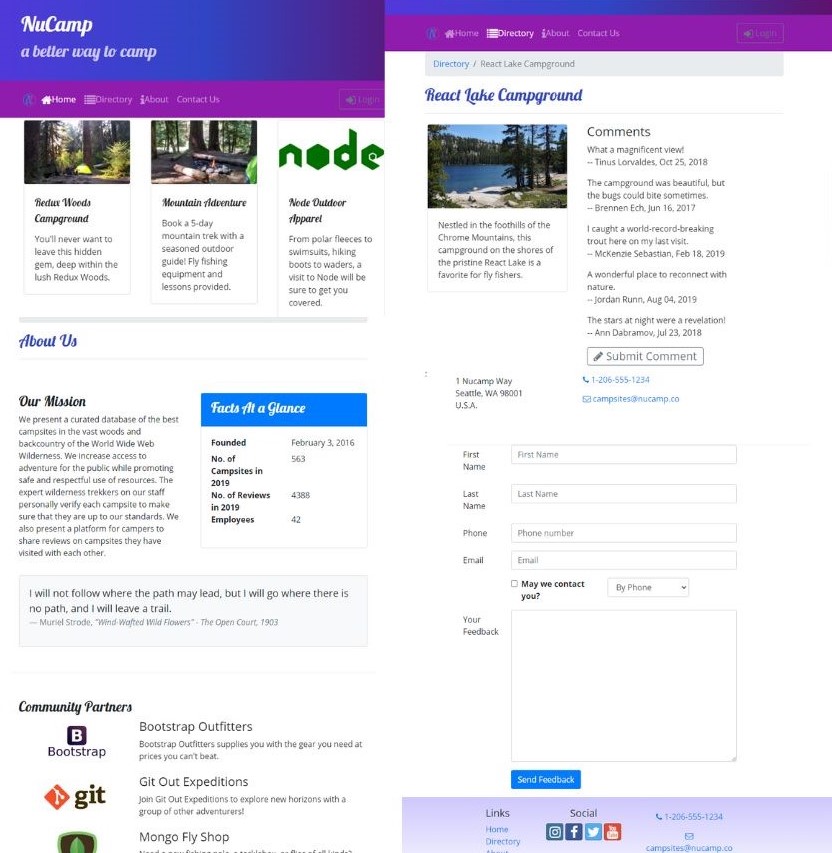 NuCamp
a better way to camp
Home Directory About Contact Us Login
Redux Woods
Campground
You'll never want to
leave this hidden
gem, deep within the
lush Redux Woods.
Mountain Adventure
Book a 5-day
mountain trek with a
seasoned outdoor
guide! Fly fishing
equipment and
lessons provided.
node
Node Outdoor
Apparel
From polar fleeces to
swimsuits, hiking
boots to waders, a
visit to Node will be
sure to get you
covered.
About Us
Our Mission
We present a curated database of the best
campsites in the vast woods and
backcountry of the World Wide Web
Wilderness. We increase access to
adventure for the public while promoting
safe and respectful use of resources. The
expert wilderness trekkers on our staff
personally verify each campsite to make
sure that they are up to our standards. We
also present a platform for campers to
share reviews on campsites they have
visited with each other.
Facts At a Glance
Founded February 3, 2016
No. of 563
Campsites in
2019
No. of Reviews 4388
in 2019
Employees 42
I will not follow where the path may lead, but I will go where there is
no path, and I will leave a trail.
— Muriel Strode, "Wind-Wafted Wild Flowers" - The Open Court, 1903
Community Partners
B
Bootstrap
Bootstrap Outfitters
Bootstrap Outfitters supplies you with the gear you need at
prices you can't beat.
git
Git Out Expeditions
Join Git Out Expeditions to explore new horizons with a
group of other adventurers!
Mongo Fly Shop
Home Directory About Contact Us Login
Directory / React Lake Campground
React Lake Campground
Nestled in the foothills of the
Chrome Mountains, this
campground on the shores of
the pristine React Lake is a
favorite for fly fishers.
Comments
What a magnificent view!
-- Tinus Lorvaldes, Oct 25, 2018
The campground was beautiful, but
the bugs could bite sometimes.
-- Brennen Ech, Jun 16, 2017
I caught a world-record-breaking
trout here on my last visit.
-- McKenzie Sebastian, Feb 18, 2019
A wonderful place to reconnect with
nature.
-- Jordan Runn, Aug 04, 2019
The stars at night were a revelation!
-- Ann Dabramov, Jul 23, 2018
Submit Comment
:
1 Nucamp Way
Seattle, WA 98001
U.S.A.
1-206-555-1234
campsites@nucamp.co
First
Name
First Name
Last
Name
Last Name
Phone
Phone number
Email
Email
May we contact
you?
By Phone
Your
Feedback
Send Feedback
Links
Home
Directory
About
Social
You
Tube
1-206-555-1234
campsites@nucamp.co